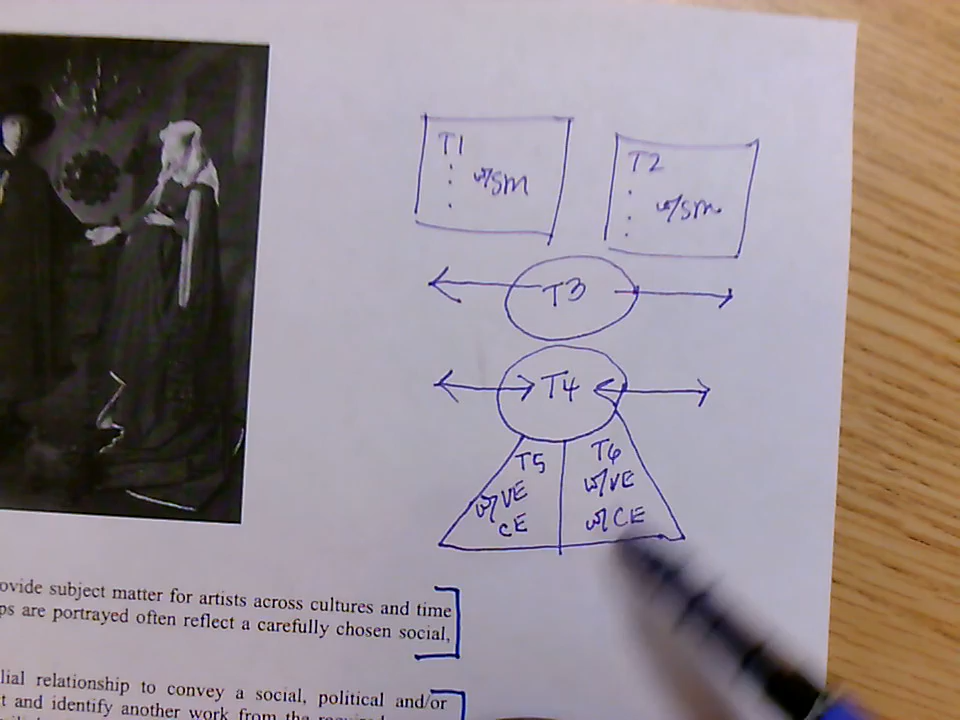 T1
w/SM
T2
w/SM
T3
T4
T5
w/VE
CE
T6
w/VE
w/CE
ovide subject matter for artists across cultures and time
ps are portrayed often reflect a carefully chosen social,
lial relationship to convey a social, political and/or
t and identify another work from the